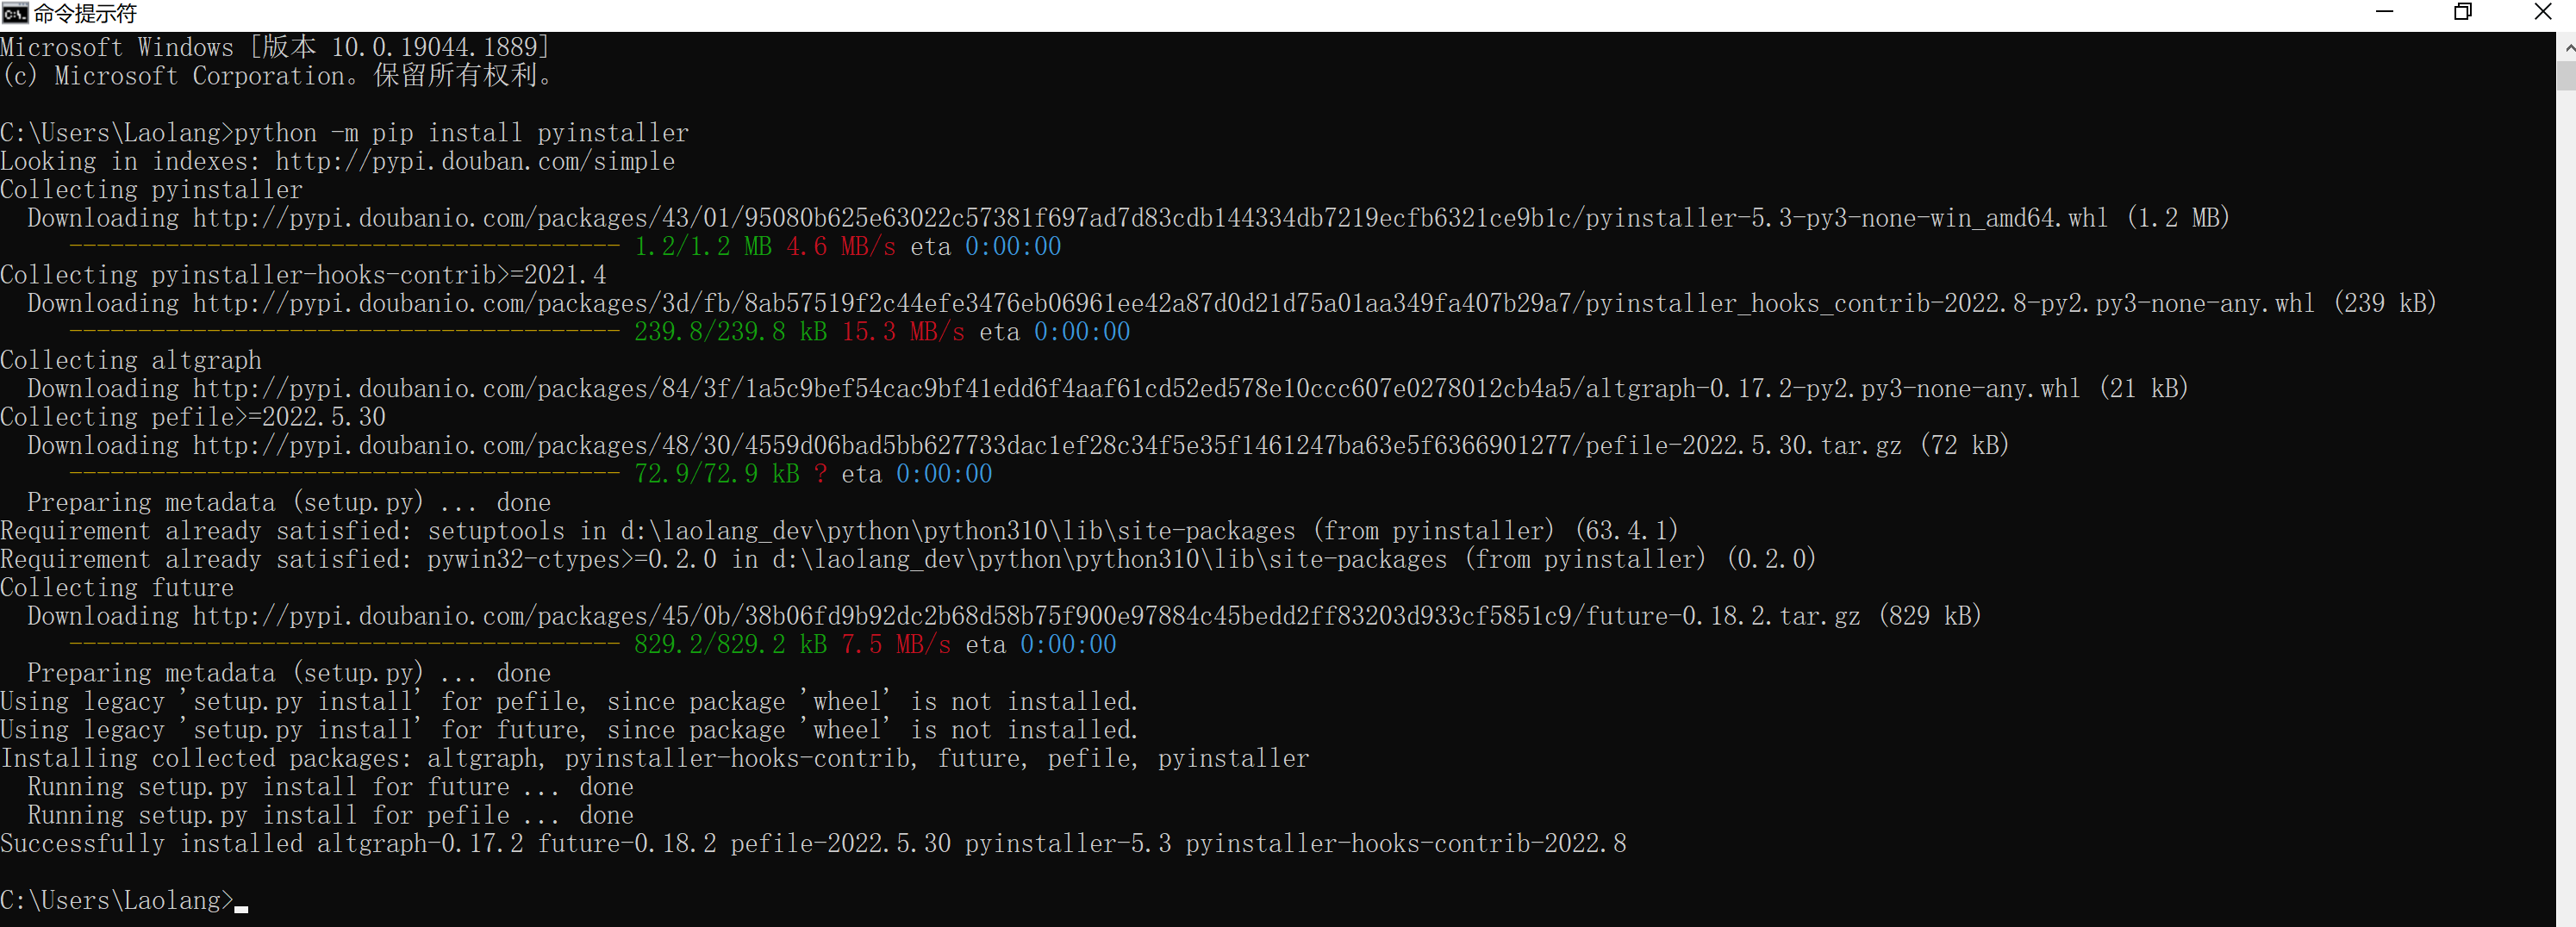 命令提示符
Microsoft Windows [版本 10.0.19044.1889]
(c) Microsoft Corporation。保留所有权利。
C:\Users\Laolang>python -m pip install pyinstaller
Looking in indexes: http://pypi.douban.com/simple
Collecting pyinstaller
  Downloading http://pypi.doubanio.com/packages/43/01/95080b625e63022c57381f697ad7d83cdb144334db7219ecfb6321ce9b1c/pyinstaller-5.3-py3-none-win_amd64.whl (1.2 MB)
     ---------------------------------------- 1.2/1.2 MB 4.6 MB/s eta 0:00:00
Collecting pyinstaller-hooks-contrib>=2021.4
  Downloading http://pypi.doubanio.com/packages/3d/fb/8ab57519f2c44efe3476eb06961ee42a87d0d21d75a01aa349fa407b29a7/pyinstaller_hooks_contrib-2022.8-py2.py3-none-any.whl (239 kB)
     ---------------------------------------- 239.8/239.8 kB 15.3 MB/s eta 0:00:00
Collecting altgraph
  Downloading http://pypi.doubanio.com/packages/84/3f/1a5c9bef54cac9bf41edd6f4aaf61cd52ed578e10ccc607e0278012cb4a5/altgraph-0.17.2-py2.py3-none-any.whl (21 kB)
Collecting pefile>=2022.5.30
  Downloading http://pypi.doubanio.com/packages/48/30/4559d06bad5bb627733dac1ef28c34f5e35f1461247ba63e5f6366901277/pefile-2022.5.30.tar.gz (72 kB)
     ---------------------------------------- 72.9/72.9 kB ? eta 0:00:00
  Preparing metadata (setup.py) ... done
Requirement already satisfied: setuptools in d:\laolang_dev\python\python310\lib\site-packages (from pyinstaller) (63.4.1)
Requirement already satisfied: pywin32-ctypes>=0.2.0 in d:\laolang_dev\python\python310\lib\site-packages (from pyinstaller) (0.2.0)
Collecting future
  Downloading http://pypi.doubanio.com/packages/45/0b/38b06fd9b92dc2b68d58b75f900e97884c45bedd2ff83203d933cf5851c9/future-0.18.2.tar.gz (829 kB)
     ---------------------------------------- 829.2/829.2 kB 7.5 MB/s eta 0:00:00
  Preparing metadata (setup.py) ... done
Using legacy 'setup.py install' for pefile, since package 'wheel' is not installed.
Using legacy 'setup.py install' for future, since package 'wheel' is not installed.
Installing collected packages: altgraph, pyinstaller-hooks-contrib, future, pefile, pyinstaller
  Running setup.py install for future ... done
  Running setup.py install for pefile ... done
Successfully installed altgraph-0.17.2 future-0.18.2 pefile-2022.5.30 pyinstaller-5.3 pyinstaller-hooks-contrib-2022.8
C:\Users\Laolang>